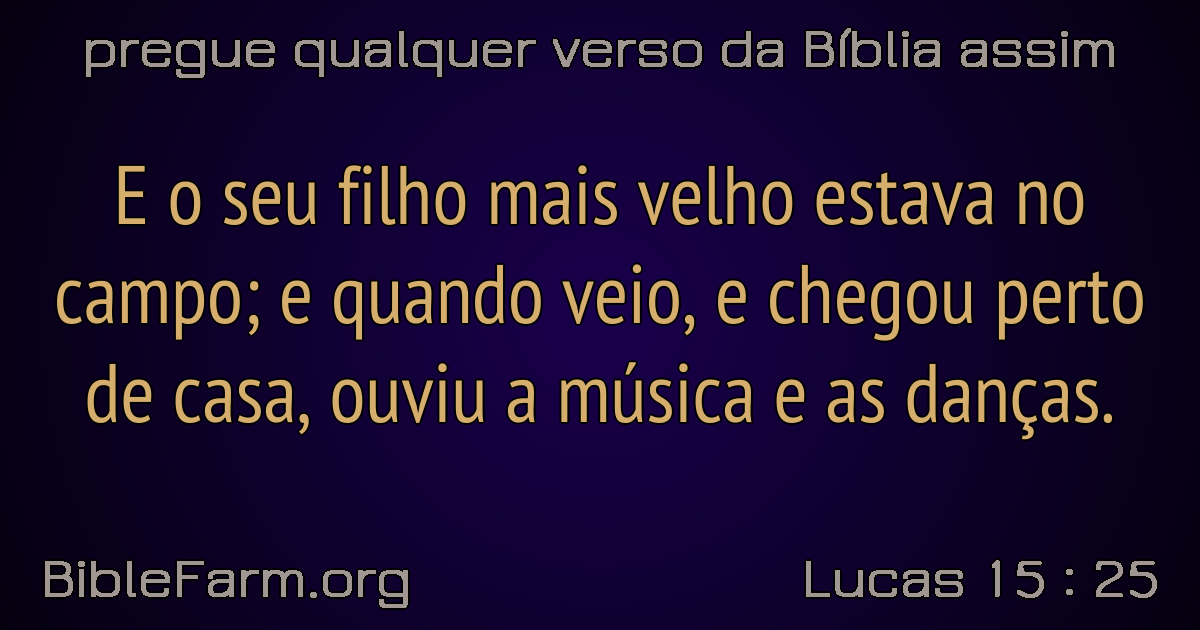 pregue qualquer verso da Bíblia assim
E o seu filho mais velho estava no
campo; e quando veio, e chegou perto
de casa, ouviu a música e as danças.
BibleFarm.org
Lucas 15 : 25